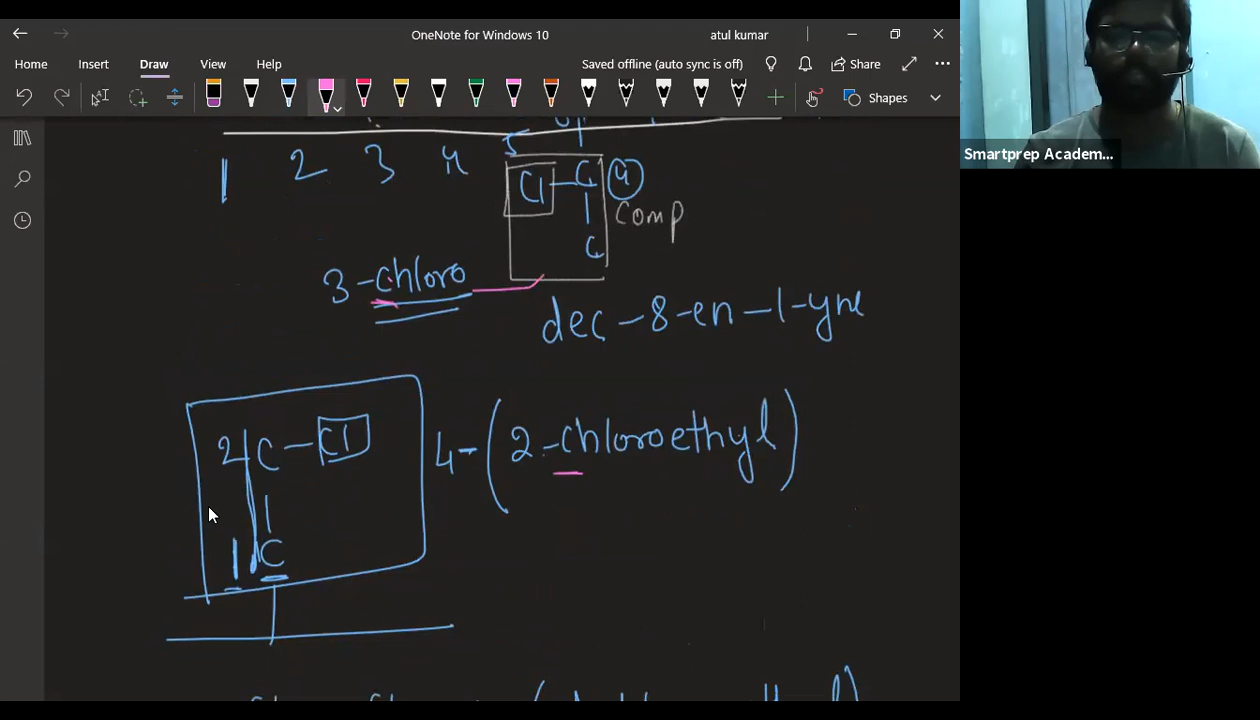 OneNote for Windows 10
atul kumar
Home Insert Draw View Help
Saved offline (auto sync is off)
Share
Shapes
Smartprep Academ...
1 2 3 4 5
Cl-C 4
comp
C
3-chloro
dec-8-en-1-yne
2 C-Cl
4-(2-chloroethyl)
1 C